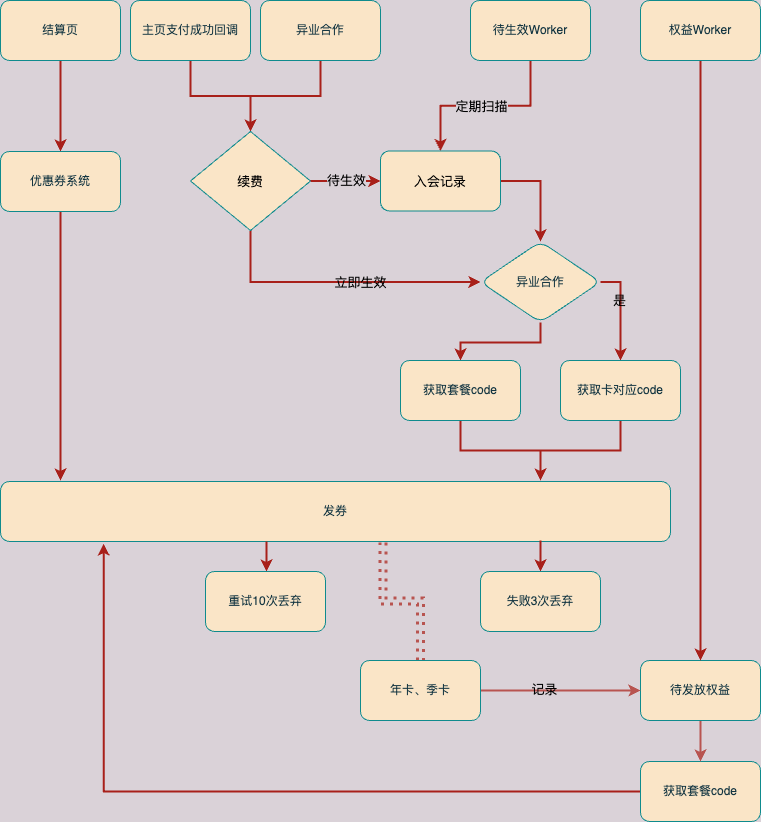 结算页
主页支付成功回调
异业合作
待生效Worker
权益Worker
定期扫描
优惠券系统
续费
待生效
入会记录
立即生效
异业合作
是
获取套餐code
获取卡对应code
发券
重试10次丢弃
失败3次丢弃
年卡、季卡
记录
待发放权益
获取套餐code